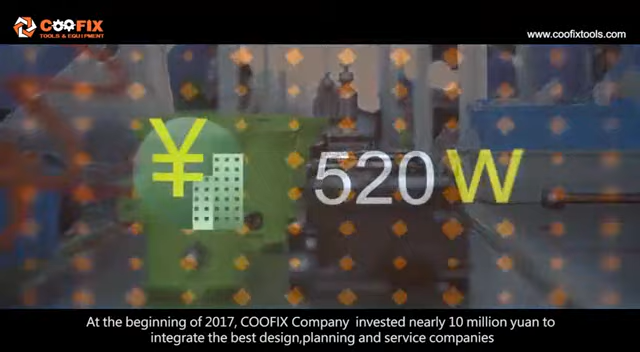 COOFIX
TOOLS & EQUIPMENT
www.coofixtools.com
¥
520 W
At the beginning of 2017, COOFIX Company invested nearly 10 million yuan to
integrate the best design,planning and service companies